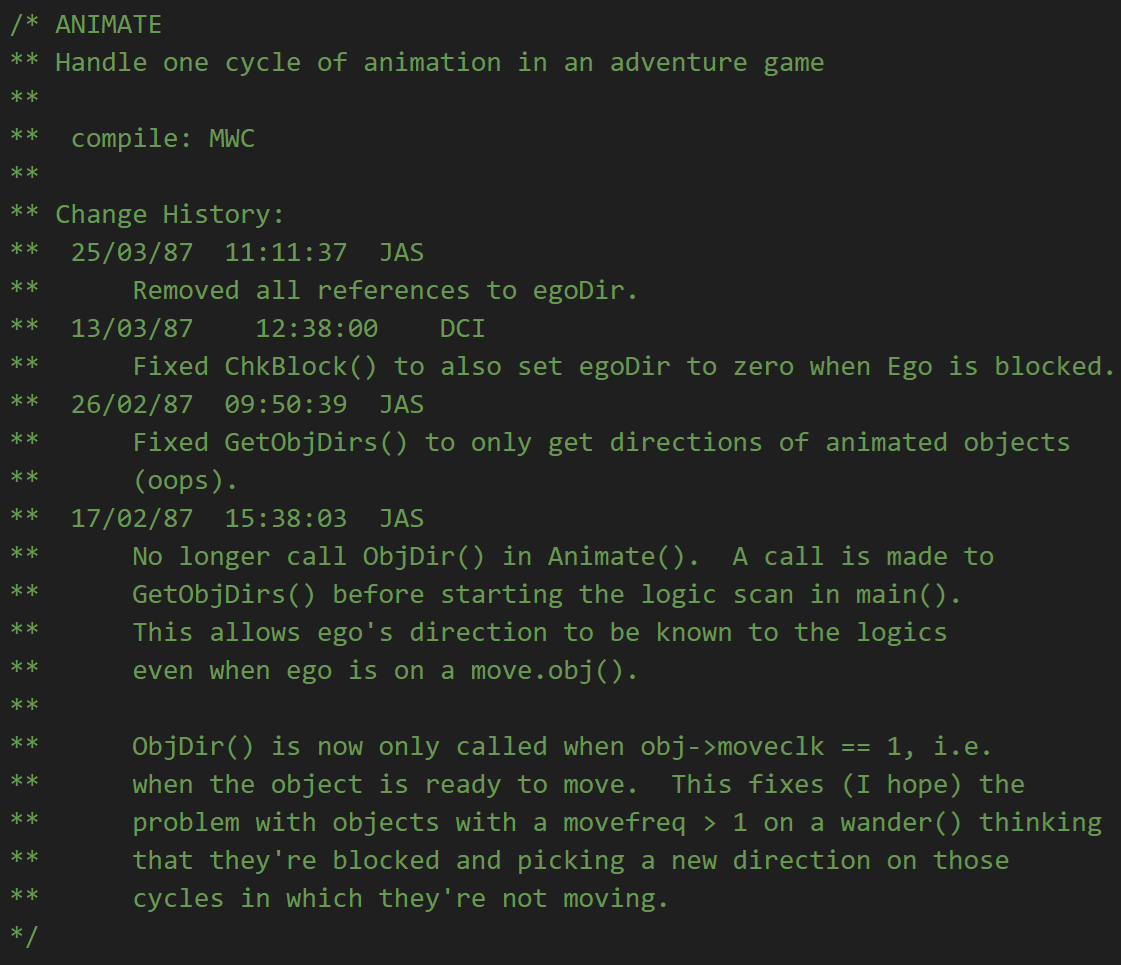 /* ANIMATE
** Handle one cycle of animation in an adventure game
**
**  compile: MWC
**
** Change History:
**  25/03/87  11:11:37  JAS
**      Removed all references to egoDir.
**  13/03/87    12:38:00    DCI
**      Fixed ChkBlock() to also set egoDir to zero when Ego is blocked.
**  26/02/87  09:50:39  JAS
**      Fixed GetObjDirs() to only get directions of animated objects
**      (oops).
**  17/02/87  15:38:03  JAS
**      No longer call ObjDir() in Animate().  A call is made to
**      GetObjDirs() before starting the logic scan in main().
**      This allows ego's direction to be known to the logics
**      even when ego is on a move.obj().
**
**      ObjDir() is now only called when obj->moveclk == 1, i.e.
**      when the object is ready to move.  This fixes (I hope) the
**      problem with objects with a movefreq > 1 on a wander() thinking
**      that they're blocked and picking a new direction on those
**      cycles in which they're not moving.
*/